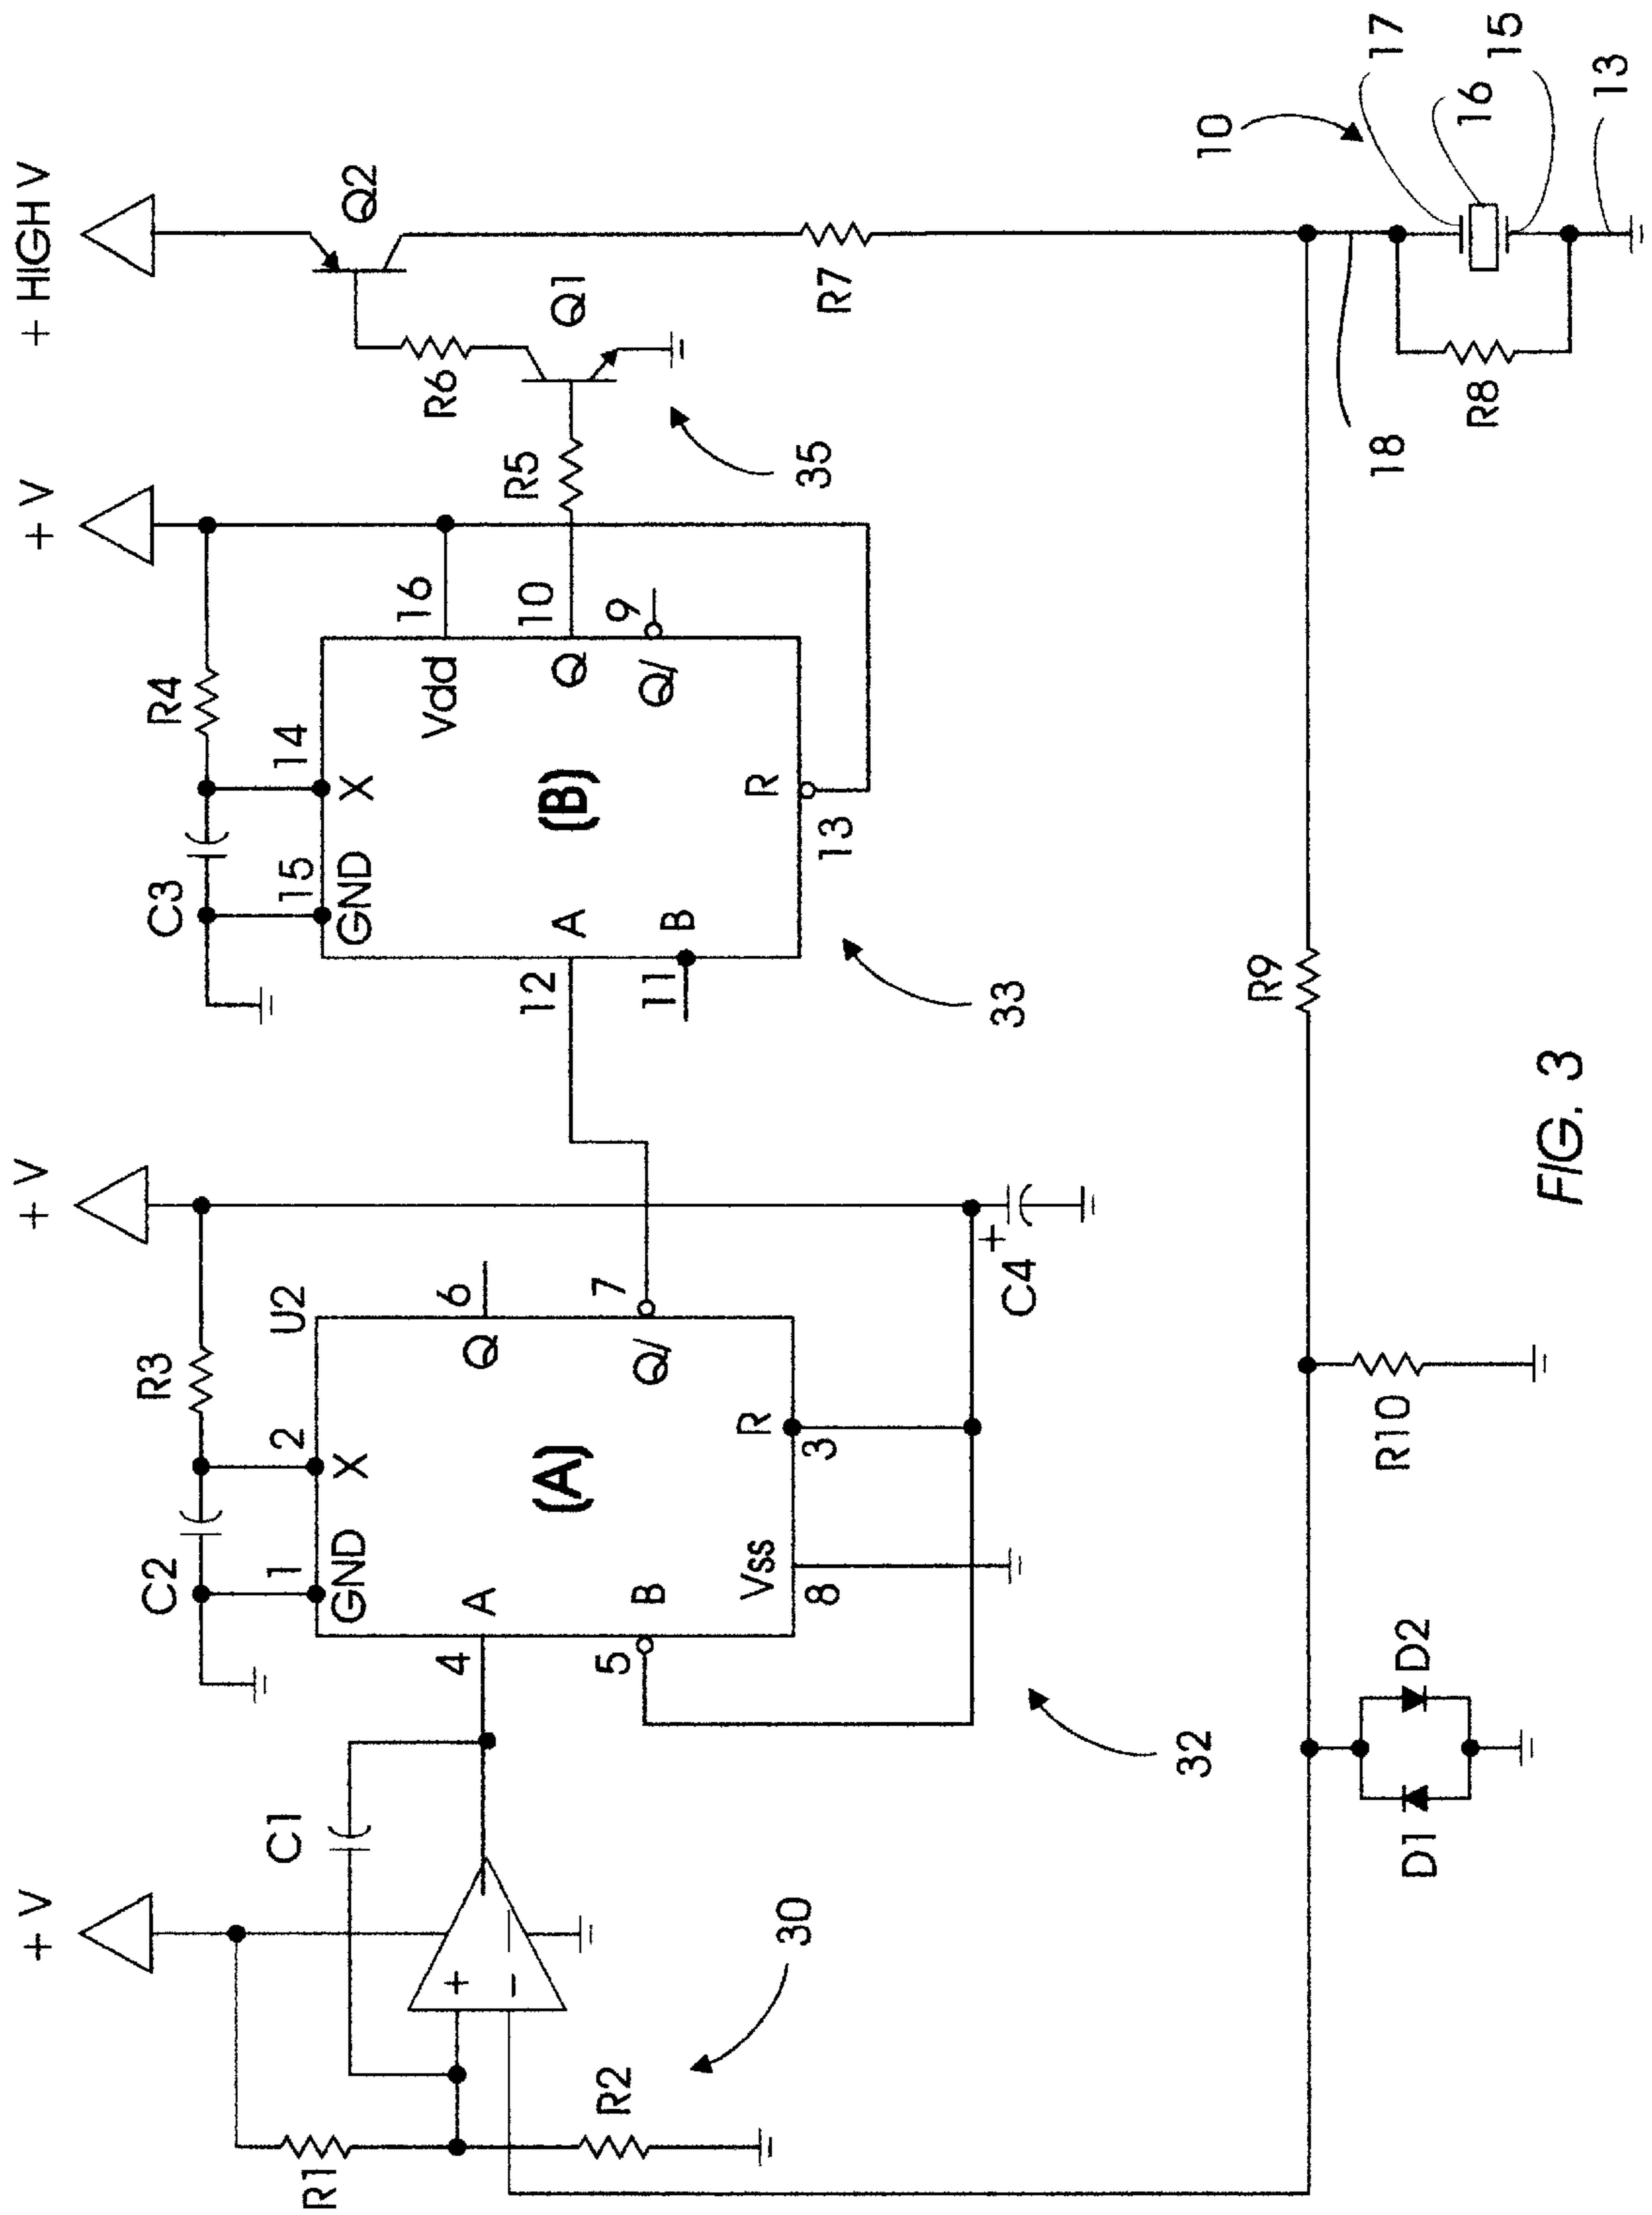 + V
+ V
+ V
+ HIGH V
R1
R2
C1
+
−
30
C2
R3
1
2
GND
X
U2
4
A
(A)
Q
6
5
B
Q/
7
Vss
R
8
3
32
+
C4
C3
R4
15
14
GND
X
Vdd
16
12
A
(B)
Q
10
11
B
Q/
9
R
13
33
R5
R6
Q1
Q2
35
R7
R9
R10
D1
D2
18
R8
10
17
16
15
13
FIG. 3